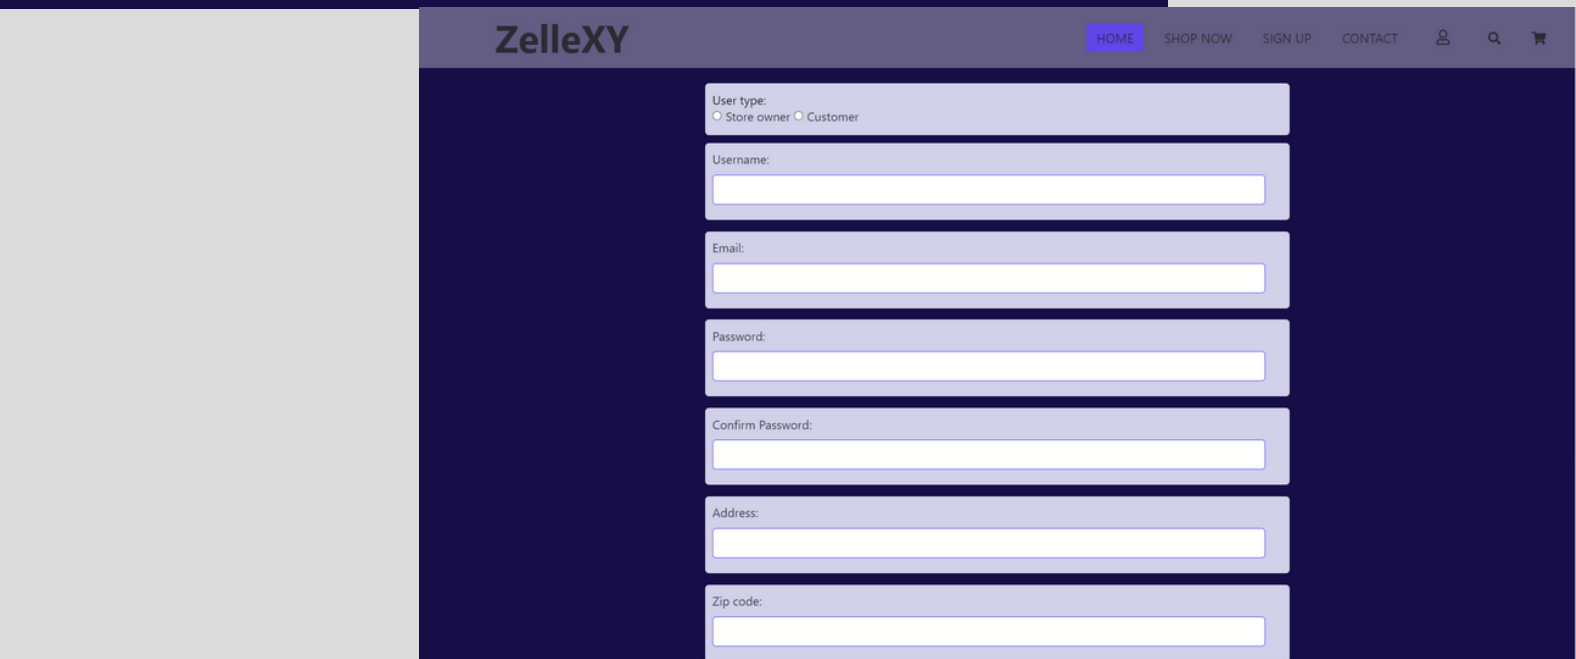 ZelleXY
HOME SHOP NOW SIGN UP CONTACT
User type:
Store owner Customer
Username:
Email:
Password:
Confirm Password:
Address:
Zip code: